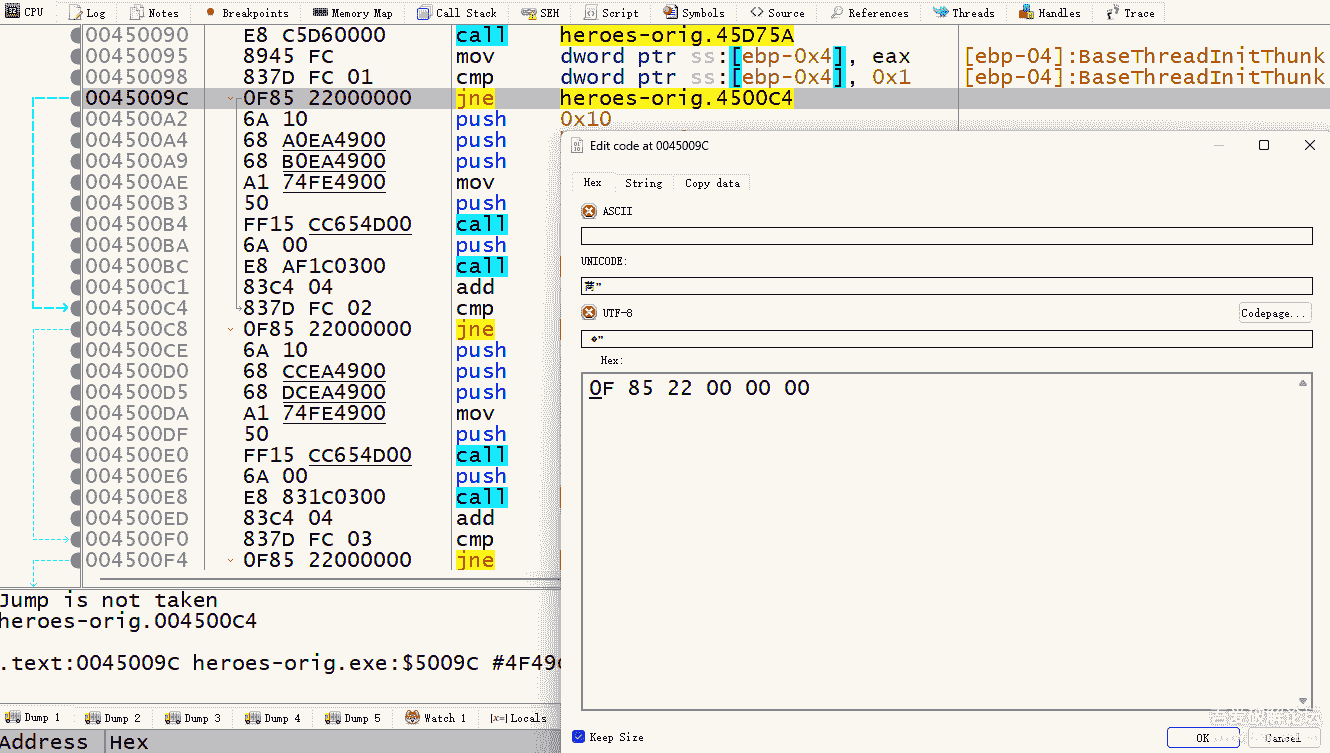 CPU Log Notes Breakpoints Memory Map Call Stack SEH Script Symbols Source References Threads Handles Trace
00450090 E8 C5D60000 call heroes-orig.45D75A
00450095 8945 FC mov dword ptr ss:[ebp-0x4], eax [ebp-04]:BaseThreadInitThunk
00450098 837D FC 01 cmp dword ptr ss:[ebp-0x4], 0x1 [ebp-04]:BaseThreadInitThunk
0045009C 0F85 22000000 jne heroes-orig.4500C4
004500A2 6A 10 push 0x10
004500A4 68 A0EA4900 push
004500A9 68 B0EA4900 push
004500AE A1 74FE4900 mov
004500B3 50 push
004500B4 FF15 CC654D00 call
004500BA 6A 00 push
004500BC E8 AF1C0300 call
004500C1 83C4 04 add
004500C4 837D FC 02 cmp
004500C8 0F85 22000000 jne
004500CE 6A 10 push
004500D0 68 CCEA4900 push
004500D5 68 DCEA4900 push
004500DA A1 74FE4900 mov
004500DF 50 push
004500E0 FF15 CC654D00 call
004500E6 6A 00 push
004500E8 E8 831C0300 call
004500ED 83C4 04 add
004500F0 837D FC 03 cmp
004500F4 0F85 22000000 jne
Edit code at 0045009C
Hex String Copy data
ASCII
UNICODE:
UTF-8
Codepage...
Hex:
0F 85 22 00 00 00
Keep Size
OK Cancel
Jump is not taken
heroes-orig.004500C4
.text:0045009C heroes-orig.exe:$5009C #4F49
Dump 1 Dump 2 Dump 3 Dump 4 Dump 5 Watch 1 [x=] Locals
Address Hex
吾爱破解论坛